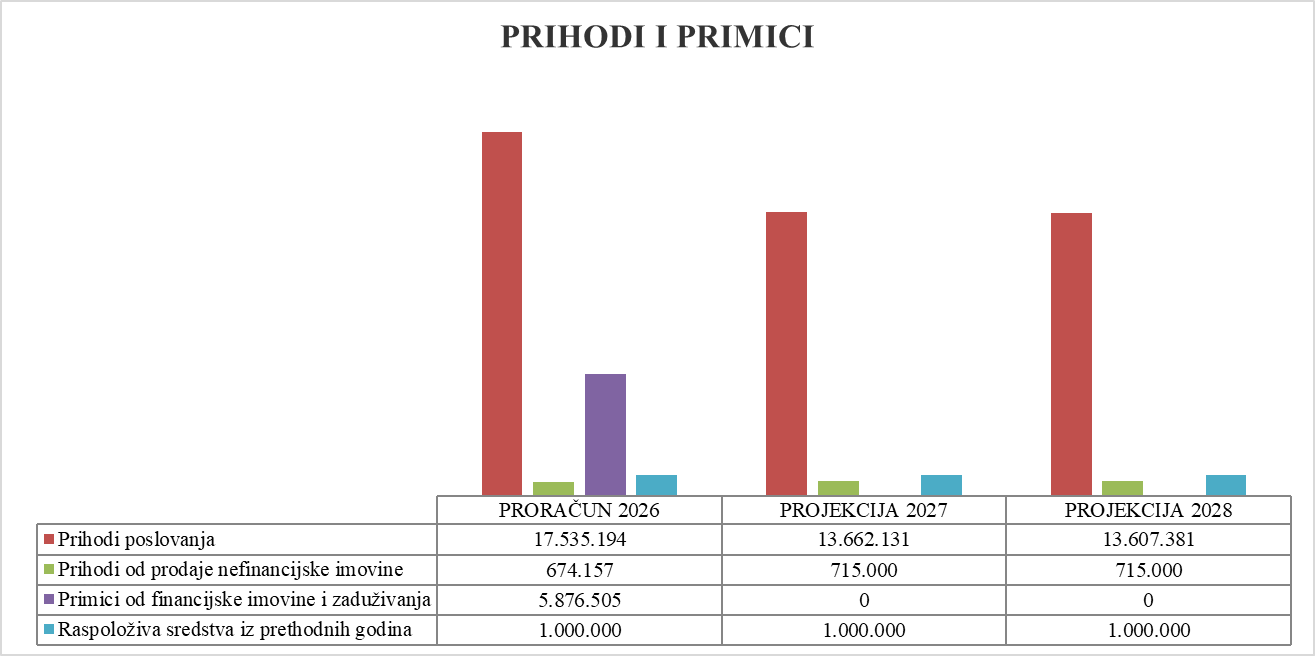 PRIHODI I PRIMICI
PRORAČUN 2026 PROJEKCIJA 2027 PROJEKCIJA 2028
Prihodi poslovanja 17.535.194 13.662.131 13.607.381
Prihodi od prodaje nefinancijske imovine 674.157 715.000 715.000
Primici od financijske imovine i zaduživanja 5.876.505 0 0
Raspoloživa sredstva iz prethodnih godina 1.000.000 1.000.000 1.000.000